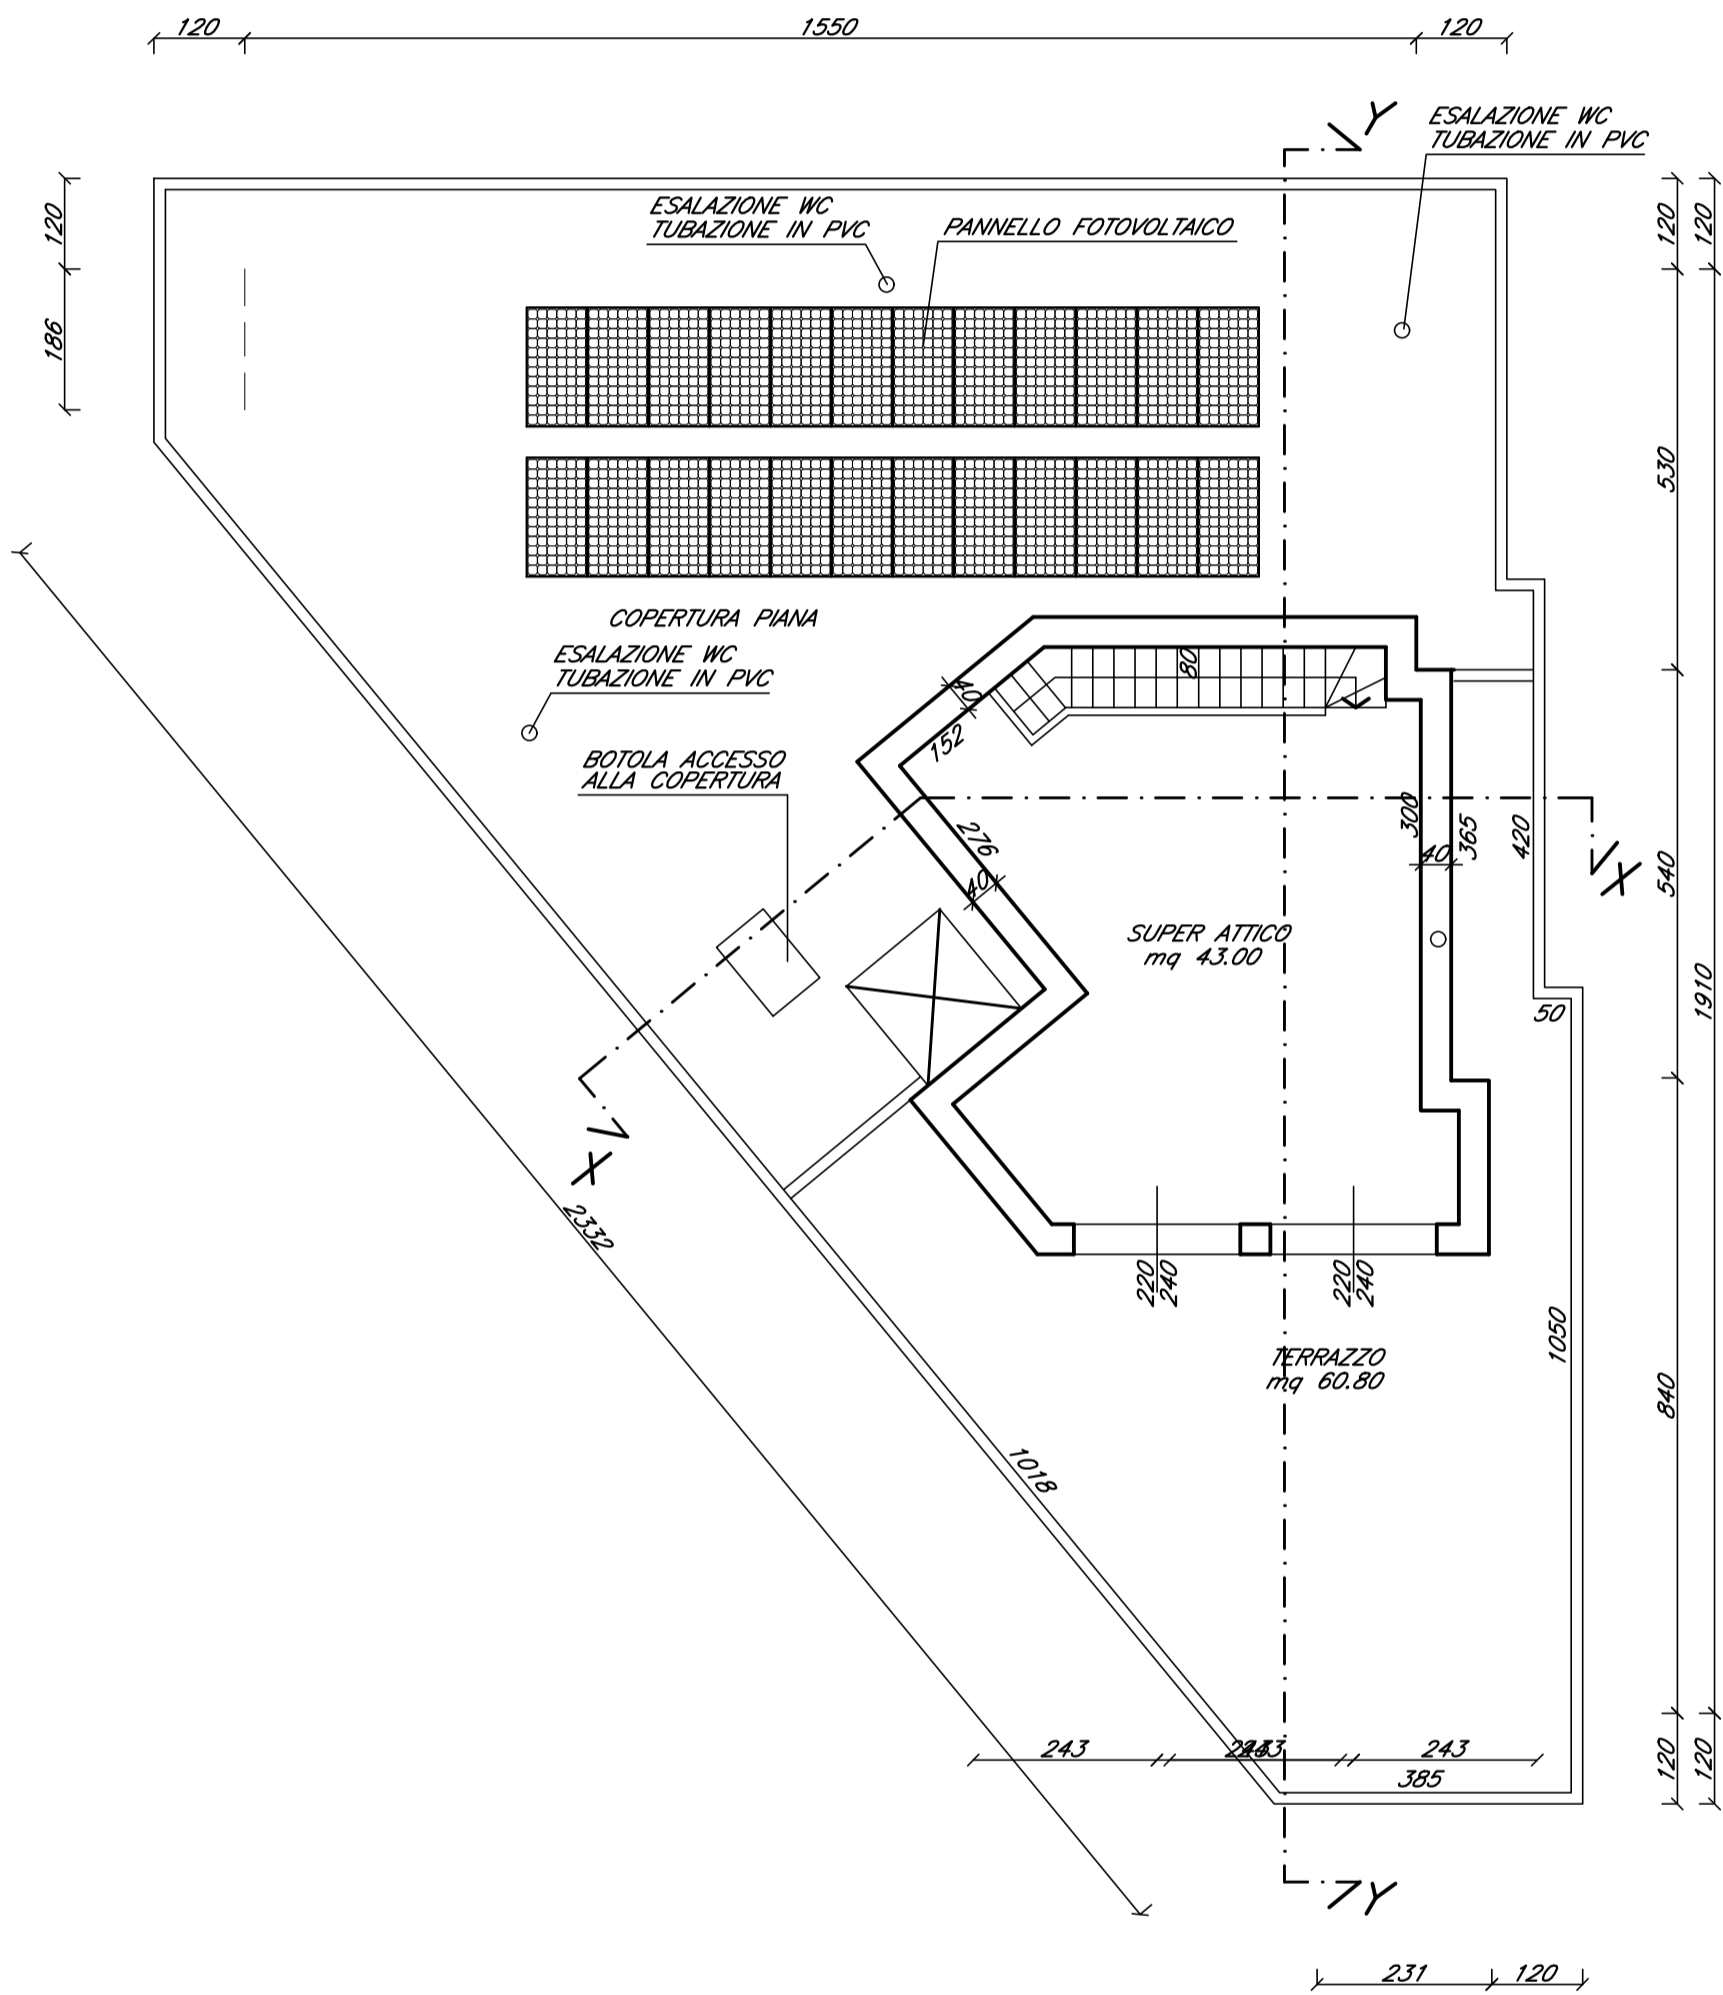 120
1550
120
Y
ESALAZIONE WC
TUBAZIONE IN PVC
ESALAZIONE WC
TUBAZIONE IN PVC
PANNELLO FOTOVOLTAICO
120
186
120
120
530
COPERTURA PIANA
ESALAZIONE WC
TUBAZIONE IN PVC
80
40
152
BOTOLA ACCESSO
ALLA COPERTURA
276
40
300
40
365
420
540
X
SUPER ATTICO
mq 43.00
1910
50
X
2332
220
240
220
240
1050
TERRAZZO
mq 60.80
840
1018
243
243
385
120
120
Y
231
120